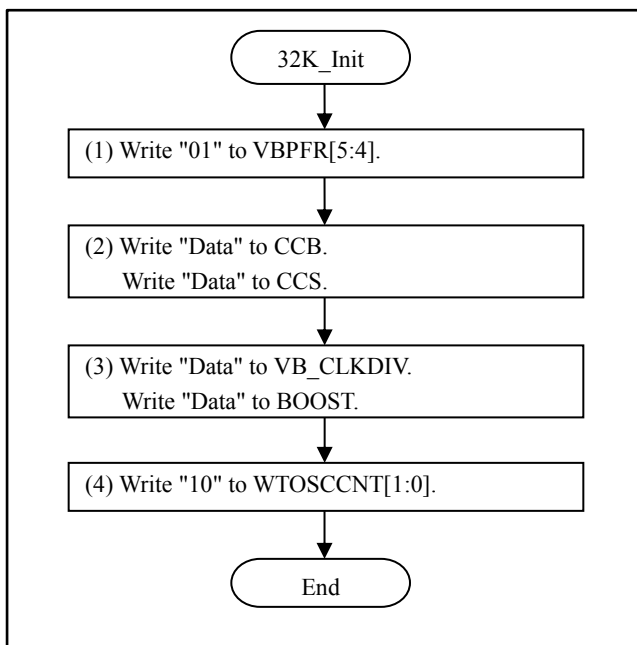 32K_Init
(1) Write "01" to VBPFR[5:4].
(2) Write "Data" to CCB.
Write "Data" to CCS.
(3) Write "Data" to VB_CLKDIV.
Write "Data" to BOOST.
(4) Write "10" to WTOSCCNT[1:0].
End